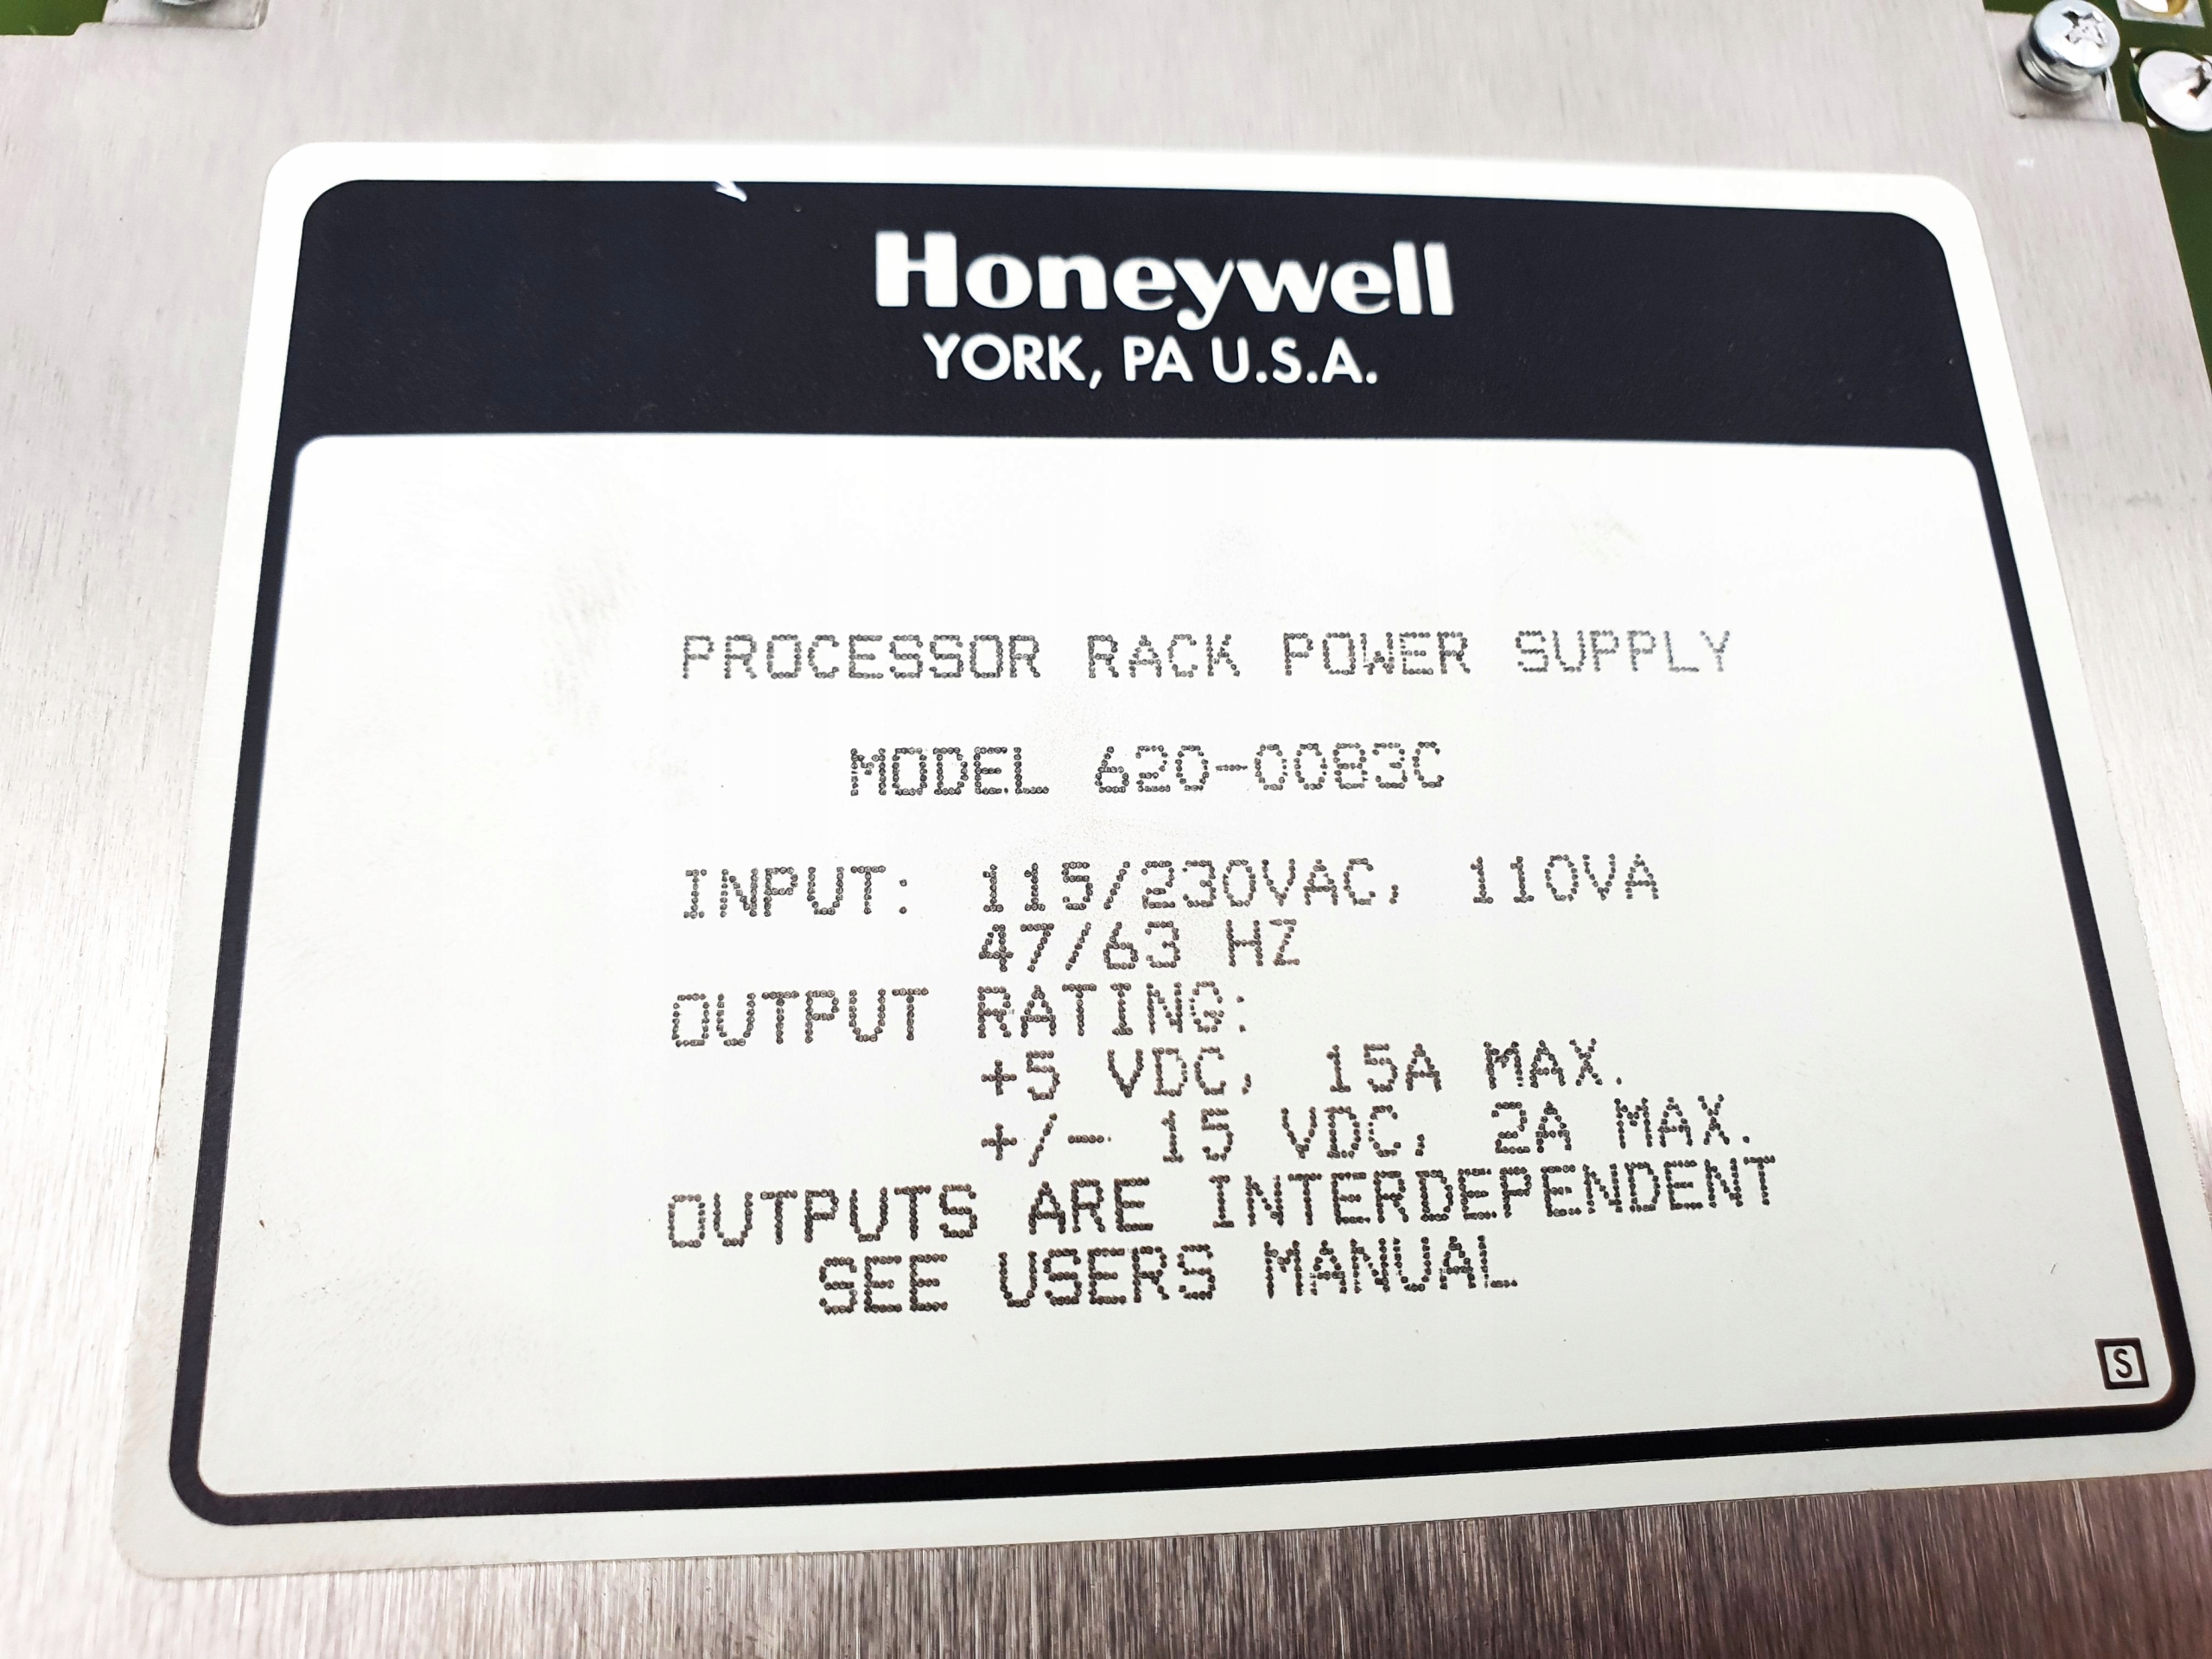 Honeywell
YORK, PA U.S.A.
PROCESSOR RACK POWER SUPPLY
MODEL 620-0083C
INPUT: 115/230VAC, 110VA
47/63 HZ
OUTPUT RATING:
+5 VDC, 15A MAX.
+/- 15 VDC, 2A MAX.
OUTPUTS ARE INTERDEPENDENT
SEE USERS MANUAL
S